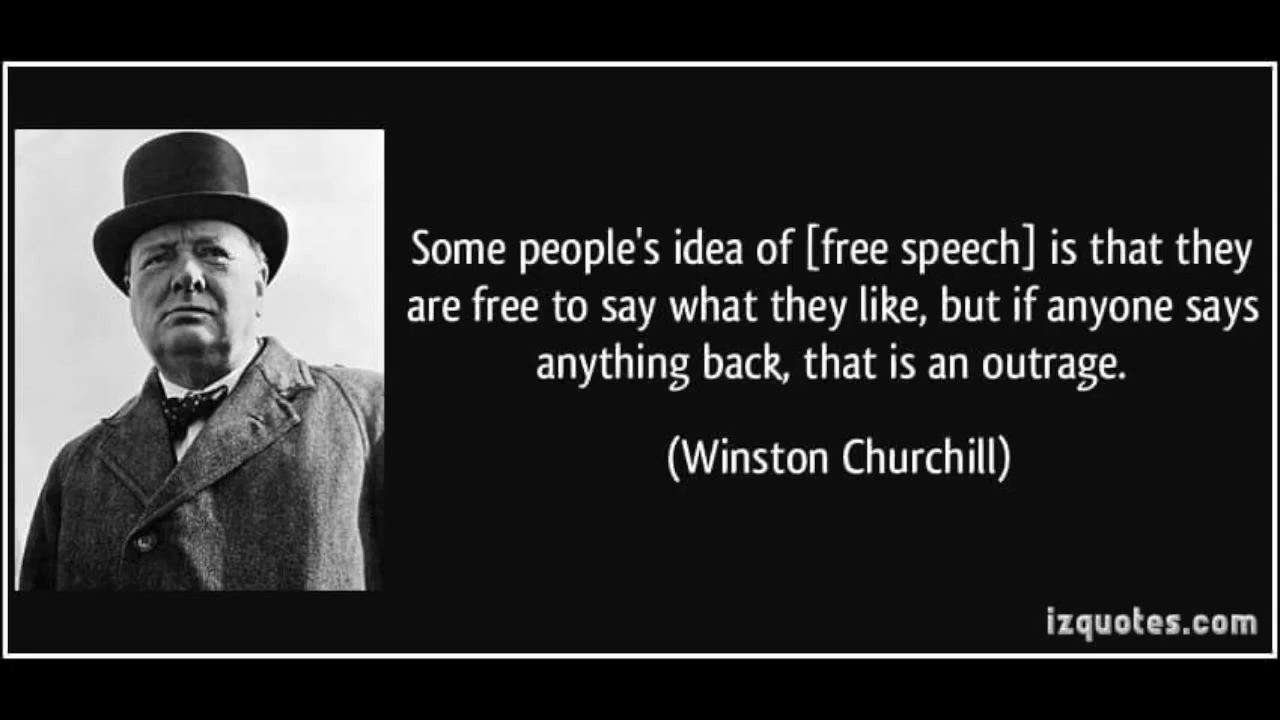 Some people's idea of [free speech] is that they
are free to say what they like, but if anyone says
anything back, that is an outrage.
(Winston Churchill)
izquotes.com